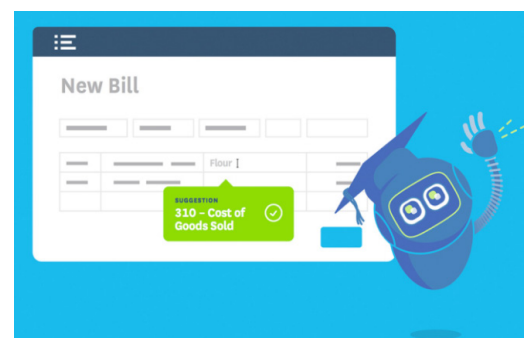 New Bill
Flour
SUGGESTION
310 – Cost of
Goods Sold